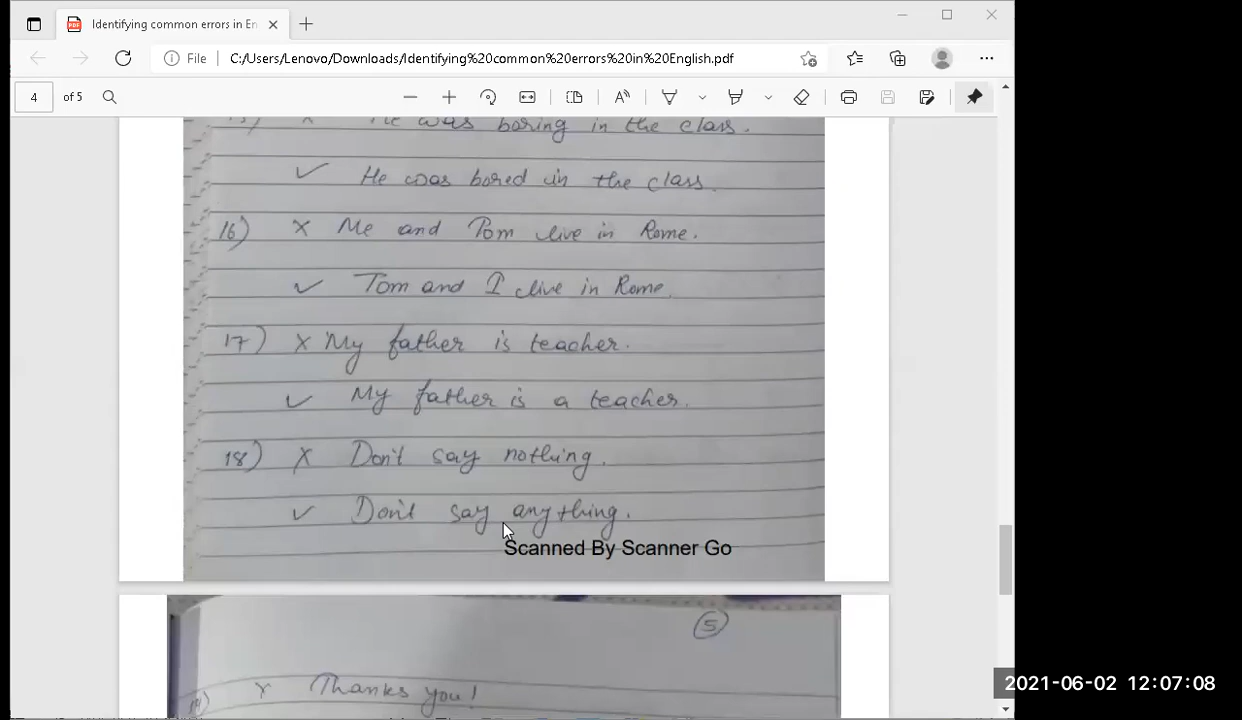 Identifying common errors in En
File
C:/Users/Lenovo/Downloads/Identifying%20common%20errors%20in%20English.pdf
4 of 5
15) X He was boring in the class.
✓ He was bored in the class.
16) X Me and Tom live in Rome.
✓ Tom and I live in Rome.
17) X My father is teacher.
✓ My father is a teacher.
18) X Don't say nothing.
✓ Don't say anything.
Scanned By Scanner Go
5
X Thanks you!
2021-06-02 12:07:08